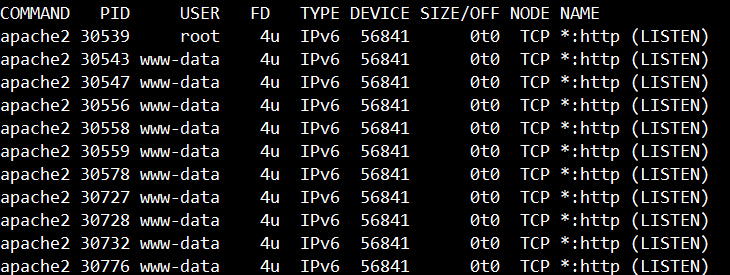 COMMAND PID USER FD TYPE DEVICE SIZE/OFF NODE NAME
apache2 30539 root 4u IPv6 56841 0t0 TCP *:http (LISTEN)
apache2 30543 www-data 4u IPv6 56841 0t0 TCP *:http (LISTEN)
apache2 30547 www-data 4u IPv6 56841 0t0 TCP *:http (LISTEN)
apache2 30556 www-data 4u IPv6 56841 0t0 TCP *:http (LISTEN)
apache2 30558 www-data 4u IPv6 56841 0t0 TCP *:http (LISTEN)
apache2 30559 www-data 4u IPv6 56841 0t0 TCP *:http (LISTEN)
apache2 30578 www-data 4u IPv6 56841 0t0 TCP *:http (LISTEN)
apache2 30727 www-data 4u IPv6 56841 0t0 TCP *:http (LISTEN)
apache2 30728 www-data 4u IPv6 56841 0t0 TCP *:http (LISTEN)
apache2 30732 www-data 4u IPv6 56841 0t0 TCP *:http (LISTEN)
apache2 30776 www-data 4u IPv6 56841 0t0 TCP *:http (LISTEN)